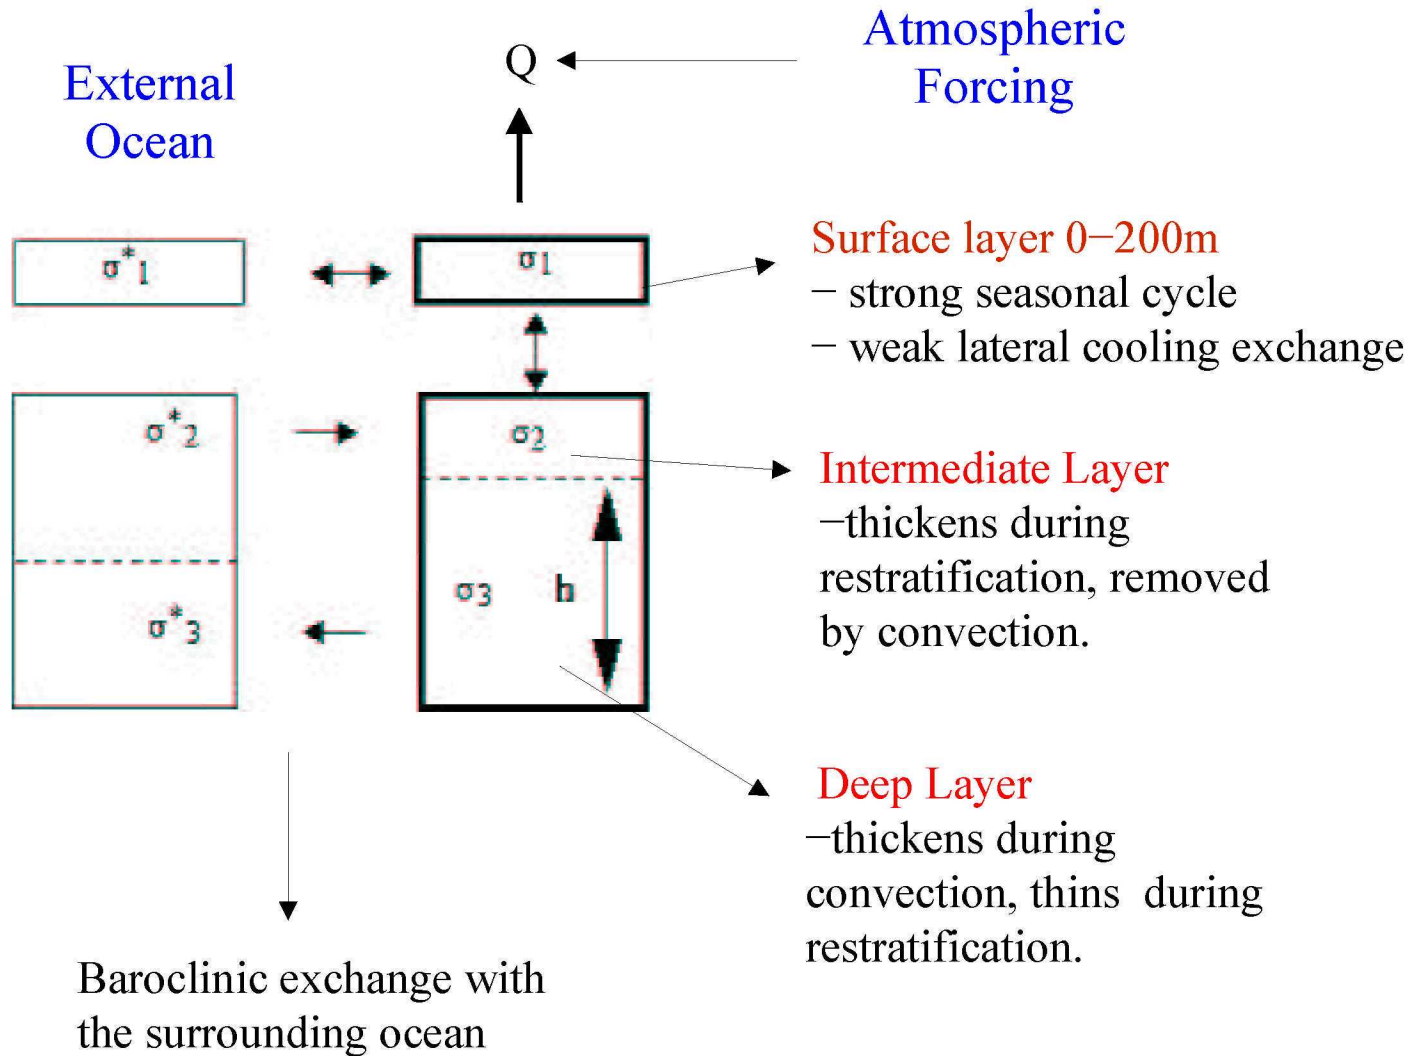 External
Ocean
Q
Atmospheric
Forcing
σ*1
σ1
Surface layer 0−200m
− strong seasonal cycle
− weak lateral cooling exchange
σ*2
σ2
Intermediate Layer
−thickens during
restratification, removed
by convection.
σ*3
σ3
h
Deep Layer
−thickens during
convection, thins during
restratification.
Baroclinic exchange with
the surrounding ocean